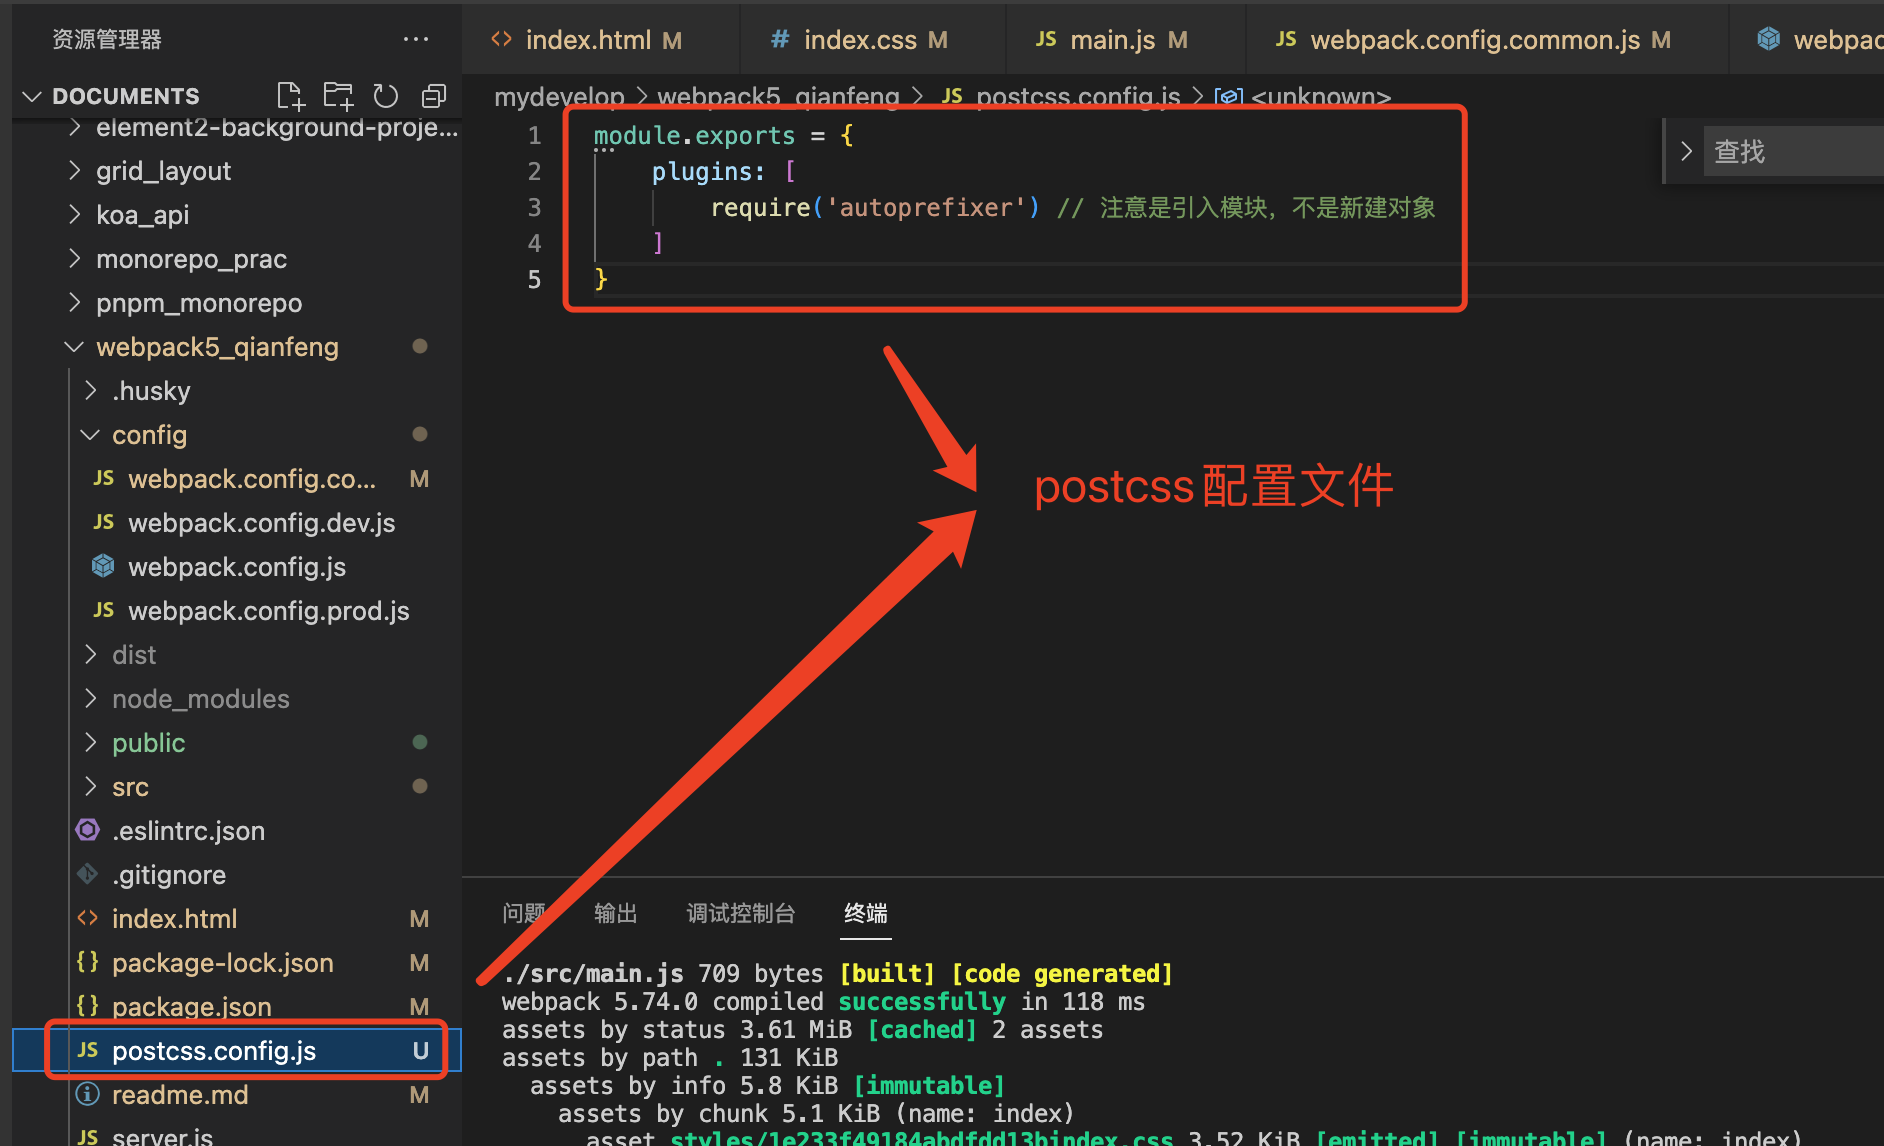 资源管理器
DOCUMENTS
element2-background-proje...
grid_layout
koa_api
monorepo_prac
pnpm_monorepo
webpack5_qianfeng
.husky
config
JS webpack.config.co... M
JS webpack.config.dev.js
webpack.config.js
JS webpack.config.prod.js
dist
node_modules
public
src
.eslintrc.json
.gitignore
<> index.html M
{} package-lock.json M
{} package.json M
JS postcss.config.js U
readme.md M
JS server.js
<> index.html M # index.css M JS main.js M JS webpack.config.common.js M webpac
mydevelop > webpack5_qianfeng > JS postcss.config.js > <unknown>
查找
1 module.exports = {
2 plugins: [
3 require('autoprefixer') // 注意是引入模块，不是新建对象
4 ]
5 }
postcss配置文件
问题 输出 调试控制台 终端
./src/main.js 709 bytes [built] [code generated]
webpack 5.74.0 compiled successfully in 118 ms
assets by status 3.61 MiB [cached] 2 assets
assets by path . 131 KiB
assets by info 5.8 KiB [immutable]
assets by chunk 5.1 KiB (name: index)
asset styles/1e233f49184abdfdd13bindex.css 3.52 KiB [emitted] [immutable] (name: index)